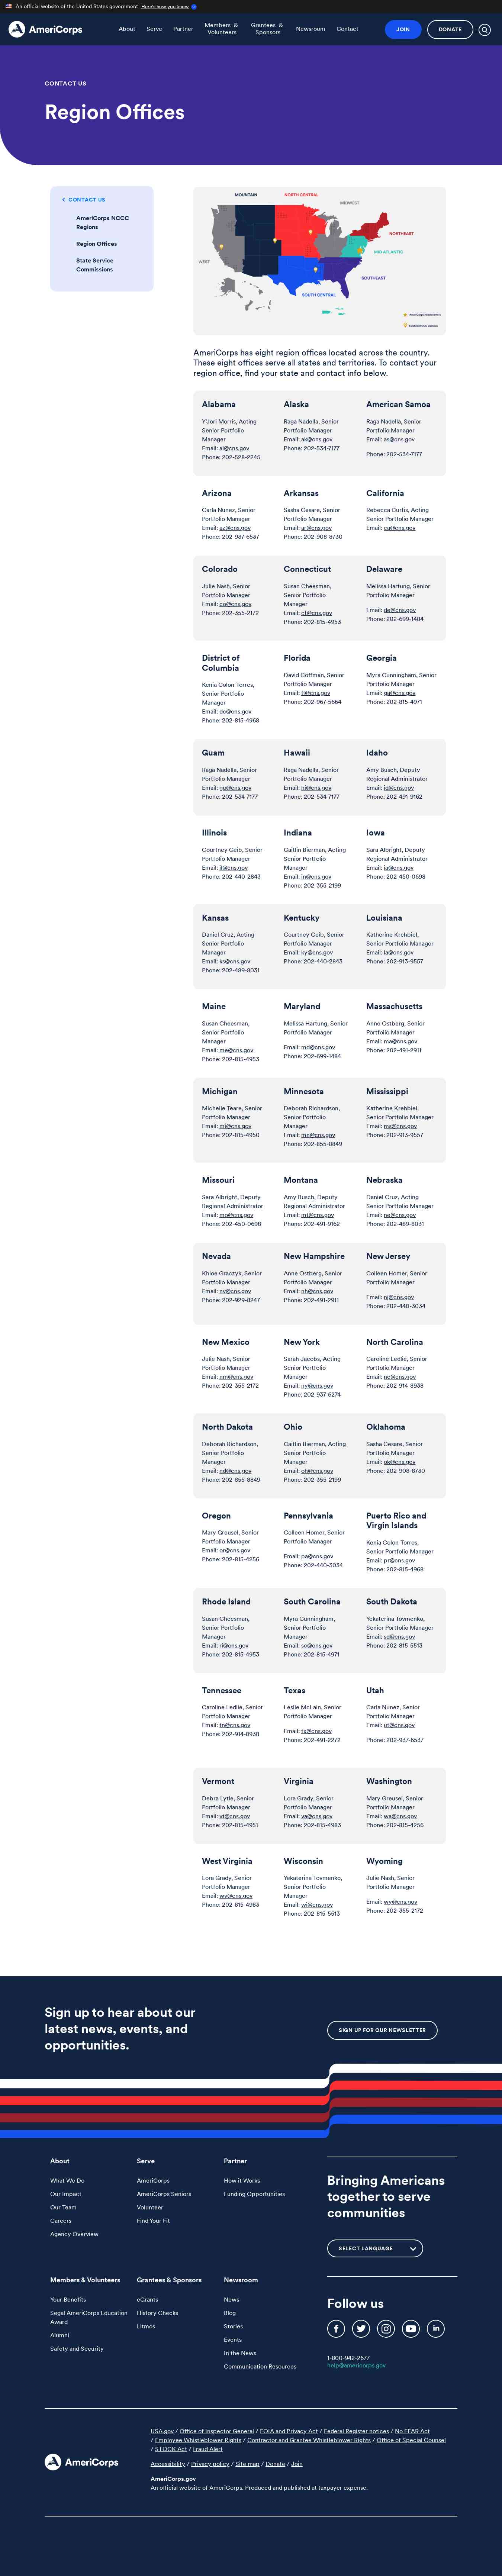 An official website of the United States government Here's how you know
AmeriCorps
About
Serve
Partner
Members &
Volunteers
Grantees &
Sponsors
Newsroom
Contact
JOIN
DONATE
CONTACT US
Region Offices
CONTACT US
AmeriCorps NCCC
Regions
Region Offices
State Service
Commissions
MOUNTAIN
NORTH CENTRAL
MIDWEST
NORTHEAST
MID ATLANTIC
WEST
SOUTHEAST
SOUTH CENTRAL
AmeriCorps Headquarters
Existing NCCC Campus
AmeriCorps has eight region offices located across the country.
These eight offices serve all states and territories. To contact your
region office, find your state and contact info below.
Alabama
Y'Jori Moris, Acting
Senior Portfolio
Manager
Email: al@cns.gov
Phone: 202-528-2245
Alaska
Raga Nadella, Senior
Portfolio Manager
Email: ak@cns.gov
Phone: 202-534-7177
American Samoa
Raga Nadella, Senior
Portfolio Manager
Email: as@cns.gov
Phone: 202-534-7177
Arizona
Carla Nunez, Senior
Portfolio Manager
Email: az@cns.gov
Phone: 202-937-6537
Arkansas
Sasha Cesare, Senior
Portfolio Manager
Email: ar@cns.gov
Phone: 202-908-8730
California
Rebecca Curtis, Acting
Senior Portfolio Manager
Email: ca@cns.gov
Colorado
Julie Nash, Senior
Portfolio Manager
Email: co@cns.gov
Phone: 202-355-2172
Connecticut
Susan Cheesman,
Senior Portfolio
Manager
Email: ct@cns.gov
Phone: 202-815-4953
Delaware
Melissa Hartung, Senior
Portfolio Manager
Email: de@cns.gov
Phone: 202-699-1484
District of
Columbia
Kenia Colon-Torres,
Senior Portfolio
Manager
Email: dc@cns.gov
Phone: 202-815-4968
Florida
David Coffman, Senior
Portfolio Manager
Email: fl@cns.gov
Phone: 202-967-5664
Georgia
Myra Cunningham, Senior
Portfolio Manager
Email: ga@cns.gov
Phone: 202-815-4971
Guam
Raga Nadella, Senior
Portfolio Manager
Email: gu@cns.gov
Phone: 202-534-7177
Hawaii
Raga Nadella, Senior
Portfolio Manager
Email: hi@cns.gov
Phone: 202-534-7177
Idaho
Amy Busch, Deputy
Regional Administrator
Email: id@cns.gov
Phone: 202-491-9162
Illinois
Courtney Geib, Senior
Portfolio Manager
Email: il@cns.gov
Phone: 202-440-2843
Indiana
Caitlin Bierman, Acting
Senior Portfolio
Manager
Email: in@cns.gov
Phone: 202-355-2199
Iowa
Sara Albright, Deputy
Regional Administrator
Email: ia@cns.gov
Phone: 202-450-0698
Kansas
Daniel Cruz, Acting
Senior Portfolio
Manager
Email: ks@cns.gov
Phone: 202-489-8031
Kentucky
Courtney Geib, Senior
Portfolio Manager
Email: ky@cns.gov
Phone: 202-440-2843
Louisiana
Katherine Krehbiel,
Senior Portfolio Manager
Email: la@cns.gov
Phone: 202-913-9557
Maine
Susan Cheesman,
Senior Portfolio
Manager
Email: me@cns.gov
Phone: 202-815-4953
Maryland
Melissa Hartung, Senior
Portfolio Manager
Email: md@cns.gov
Phone: 202-699-1484
Massachusetts
Anne Ostberg, Senior
Portfolio Manager
Email: ma@cns.gov
Phone: 202-491-2911
Michigan
Michelle Teare, Senior
Portfolio Manager
Email: mi@cns.gov
Phone: 202-815-4950
Minnesota
Deborah Richardson,
Senior Portfolio
Manager
Email: mn@cns.gov
Phone: 202-855-8849
Mississippi
Katherine Krehbiel,
Senior Portfolio Manager
Email: ms@cns.gov
Phone: 202-913-9557
Missouri
Sara Albright, Deputy
Regional Administrator
Email: mo@cns.gov
Phone: 202-450-0698
Montana
Amy Busch, Deputy
Regional Administrator
Email: mt@cns.gov
Phone: 202-491-9162
Nebraska
Daniel Cruz, Acting
Senior Portfolio Manager
Email: ne@cns.gov
Phone: 202-489-8031
Nevada
Khloe Graczyk, Senior
Portfolio Manager
Email: nv@cns.gov
Phone: 202-929-8247
New Hampshire
Anne Ostberg, Senior
Portfolio Manager
Email: nh@cns.gov
Phone: 202-491-2911
New Jersey
Colleen Homer, Senior
Portfolio Manager
Email: nj@cns.gov
Phone: 202-440-3034
New Mexico
Julie Nash, Senior
Portfolio Manager
Email: nm@cns.gov
Phone: 202-355-2172
New York
Sarah Jacobs, Acting
Senior Portfolio
Manager
Email: ny@cns.gov
Phone: 202-937-6274
North Carolina
Caroline Ledlie, Senior
Portfolio Manager
Email: nc@cns.gov
Phone: 202-914-8938
North Dakota
Deborah Richardson,
Senior Portfolio
Manager
Email: nd@cns.gov
Phone: 202-855-8849
Ohio
Caitlin Bierman, Acting
Senior Portfolio
Manager
Email: oh@cns.gov
Phone: 202-355-2199
Oklahoma
Sasha Cesare, Senior
Portfolio Manager
Email: ok@cns.gov
Phone: 202-908-8730
Oregon
Mary Greusel, Senior
Portfolio Manager
Email: or@cns.gov
Phone: 202-815-4256
Pennsylvania
Colleen Homer, Senior
Portfolio Manager
Email: pa@cns.gov
Phone: 202-440-3034
Puerto Rico and
Virgin Islands
Kenia Colon-Torres,
Senior Portfolio Manager
Email: pr@cns.gov
Phone: 202-815-4968
Rhode Island
Susan Cheesman,
Senior Portfolio
Manager
Email: ri@cns.gov
Phone: 202-815-4953
South Carolina
Myra Cunningham,
Senior Portfolio
Manager
Email: sc@cns.gov
Phone: 202-815-4971
South Dakota
Yekaterina Tovmenko,
Senior Portfolio Manager
Email: sd@cns.gov
Phone: 202-815-5513
Tennessee
Caroline Ledlie, Senior
Portfolio Manager
Email: tn@cns.gov
Phone: 202-914-8938
Texas
Leslie McLain, Senior
Portfolio Manager
Email: tx@cns.gov
Phone: 202-491-2272
Utah
Carla Nunez, Senior
Portfolio Manager
Email: ut@cns.gov
Phone: 202-937-6537
Vermont
Debra Lytle, Senior
Portfolio Manager
Email: vt@cns.gov
Phone: 202-815-4951
Virginia
Lora Grady, Senior
Portfolio Manager
Email: va@cns.gov
Phone: 202-815-4983
Washington
Mary Greusel, Senior
Portfolio Manager
Email: wa@cns.gov
Phone: 202-815-4256
West Virginia
Lora Grady, Senior
Portfolio Manager
Email: wv@cns.gov
Phone: 202-815-4983
Wisconsin
Yekaterina Tovmenko,
Senior Portfolio
Manager
Email: wi@cns.gov
Phone: 202-815-5513
Wyoming
Julie Nash, Senior
Portfolio Manager
Email: wy@cns.gov
Phone: 202-355-2172
Sign up to hear about our
latest news, events, and
opportunities.
SIGN UP FOR OUR NEWSLETTER
About
What We Do
Our Impact
Our Team
Careers
Agency Overview
Serve
AmeriCorps
AmeriCorps Seniors
Volunteer
Find Your Fit
Partner
How it Works
Funding Opportunities
Bringing Americans
together to serve
communities
SELECT LANGUAGE
Members & Volunteers
Your Benefits
Segal AmeriCorps Education
Award
Alumni
Safety and Security
Grantees & Sponsors
eGrants
History Checks
Litmos
Newsroom
News
Blog
Stories
Events
In the News
Communication Resources
Follow us
1-800-942-2677
help@americorps.gov
AmeriCorps
USA.gov / Office of Inspector General / FOIA and Privacy Act / Federal Register notices / No FEAR Act
/ Employee Whistleblower Rights / Contractor and Grantee Whistleblower Rights / Office of Special Counsel
/ STOCK Act / Fraud Alert
Accessibility / Privacy policy / Site map / Donate / Join
AmeriCorps.gov
An official website of AmeriCorps. Produced and published at taxpayer expense.